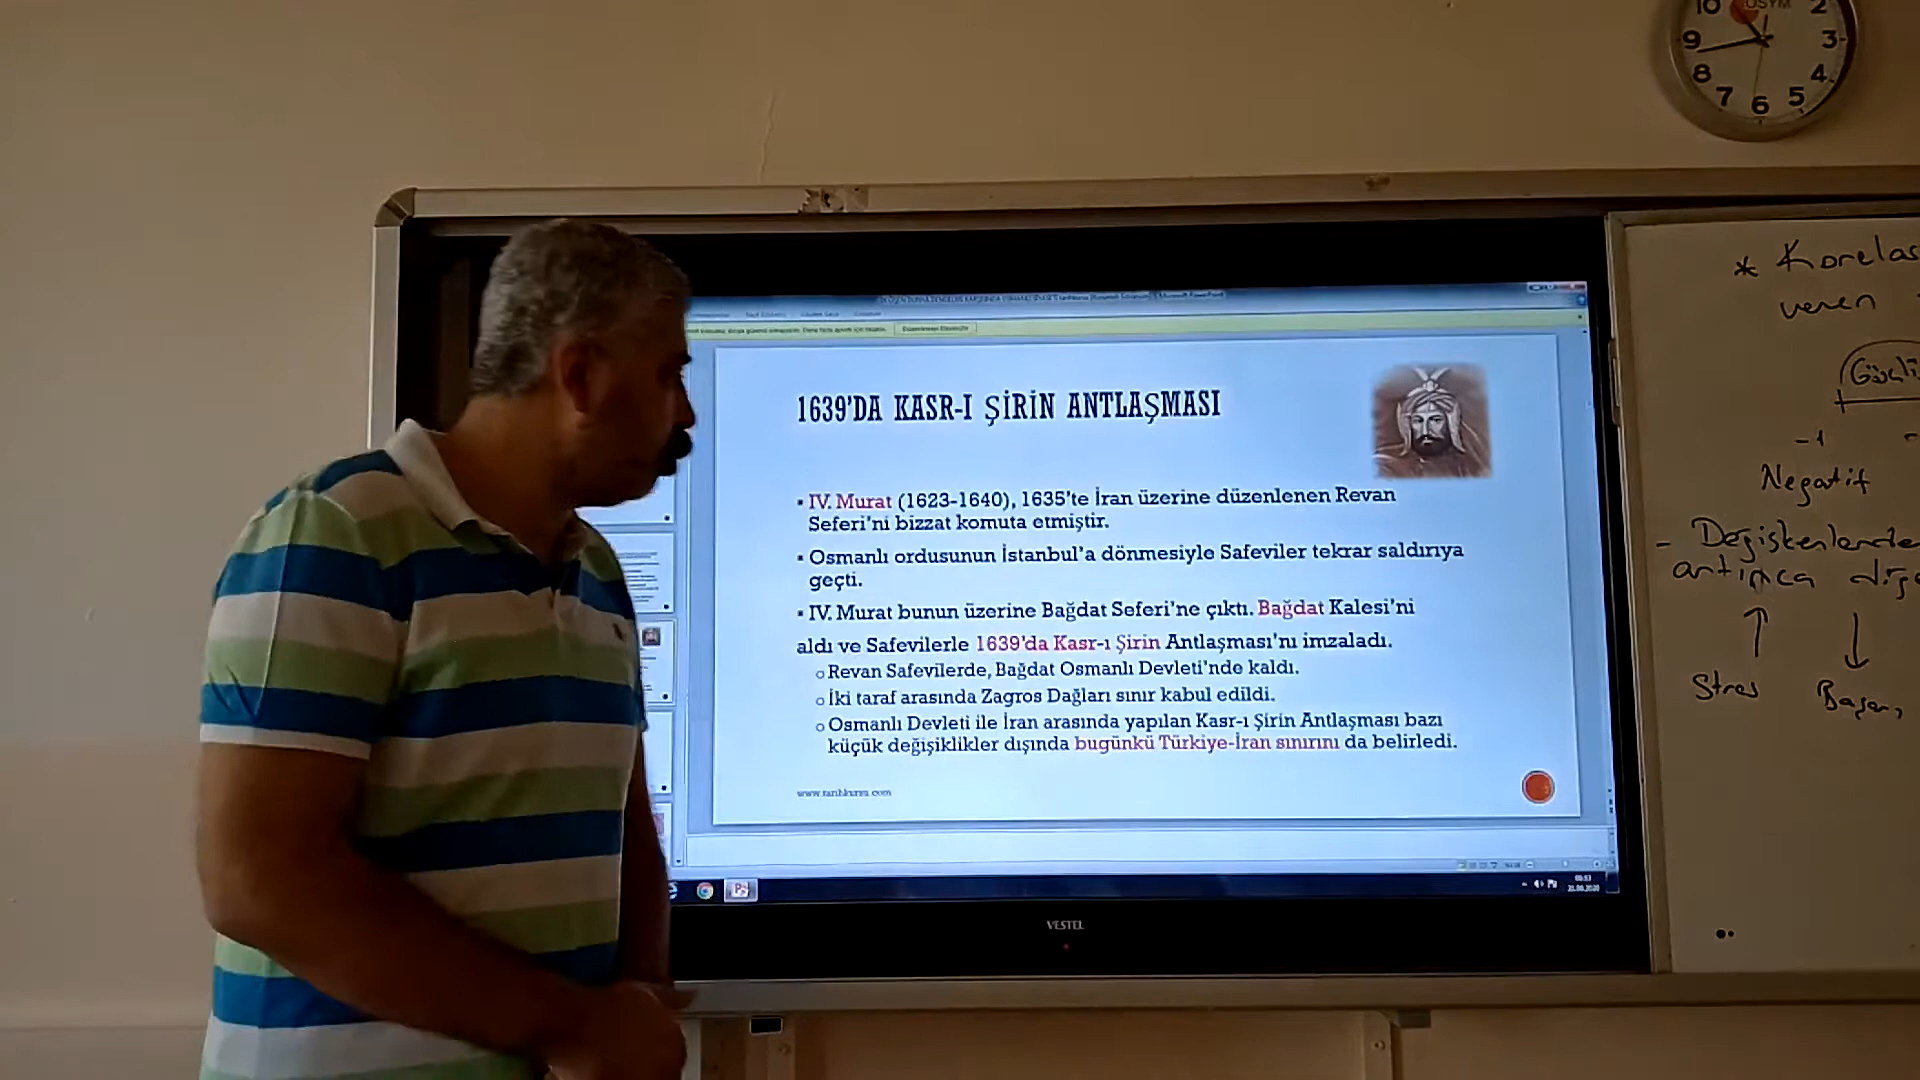 ÖSYM
10
2
9
3
8
4
7
6
5
Microsoft PowerPoint
1639'DA KASR-I ŞİRİN ANTLAŞMASI
▪ IV. Murat (1623-1640), 1635'te İran üzerine düzenlenen Revan
Seferi'ni bizzat komuta etmiştir.
▪ Osmanlı ordusunun İstanbul'a dönmesiyle Safeviler tekrar saldırıya
geçti.
▪ IV. Murat bunun üzerine Bağdat Seferi'ne çıktı. Bağdat Kalesi'ni
aldı ve Safevilerle 1639'da Kasr-ı Şirin Antlaşması'nı imzaladı.
o Revan Safevilerde, Bağdat Osmanlı Devleti'nde kaldı.
o İki taraf arasında Zagros Dağları sınır kabul edildi.
o Osmanlı Devleti ile İran arasında yapılan Kasr-ı Şirin Antlaşması bazı
küçük değişiklikler dışında bugünkü Türkiye-İran sınırını da belirledi.
VESTEL
* Korelas
veren
Güçlü
-1
Negatif
- Değişkenlerde
artınca diğe
Stres
Başarı